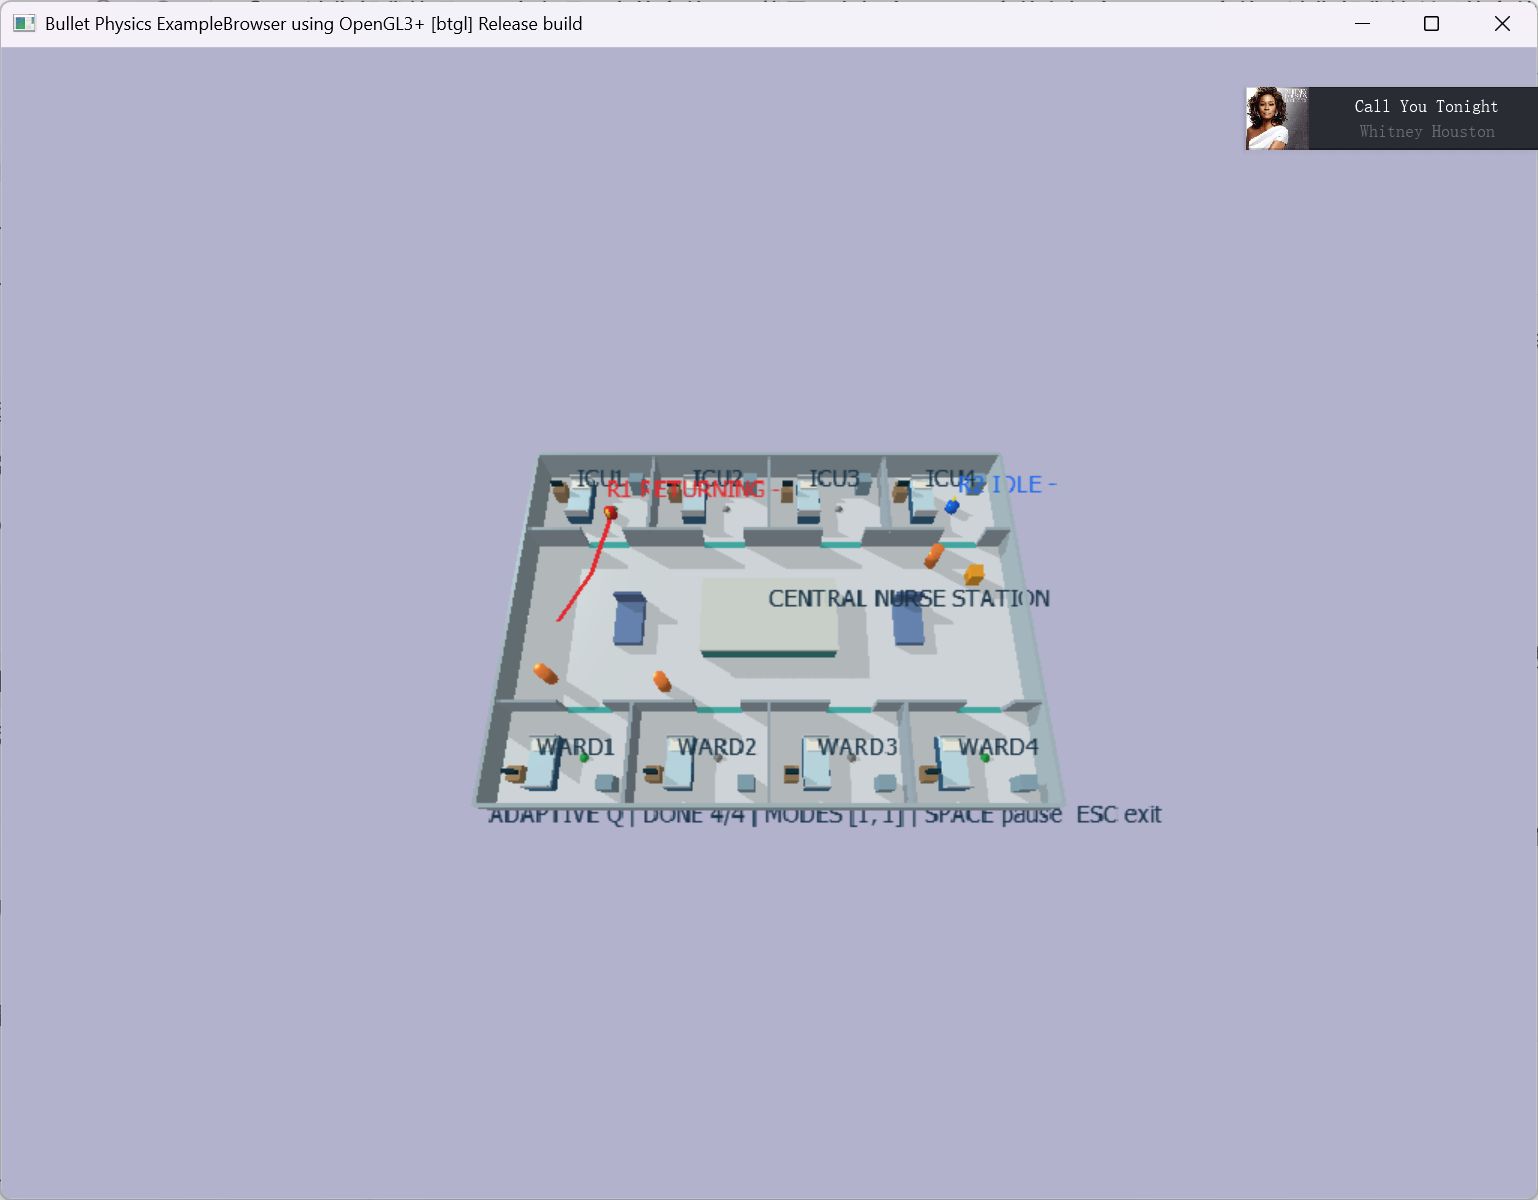 Bullet Physics ExampleBrowser using OpenGL3+ [btgl] Release build
Call You Tonight
Whitney Houston
ICU1 ICU2 ICU3 ICU4
R1 RETURNING - R2 IDLE -
CENTRAL NURSE STATION
WARD1 WARD2 WARD3 WARD4
ADAPTIVE Q | DONE 4/4 | MODES [1, 1] | SPACE pause ESC exit